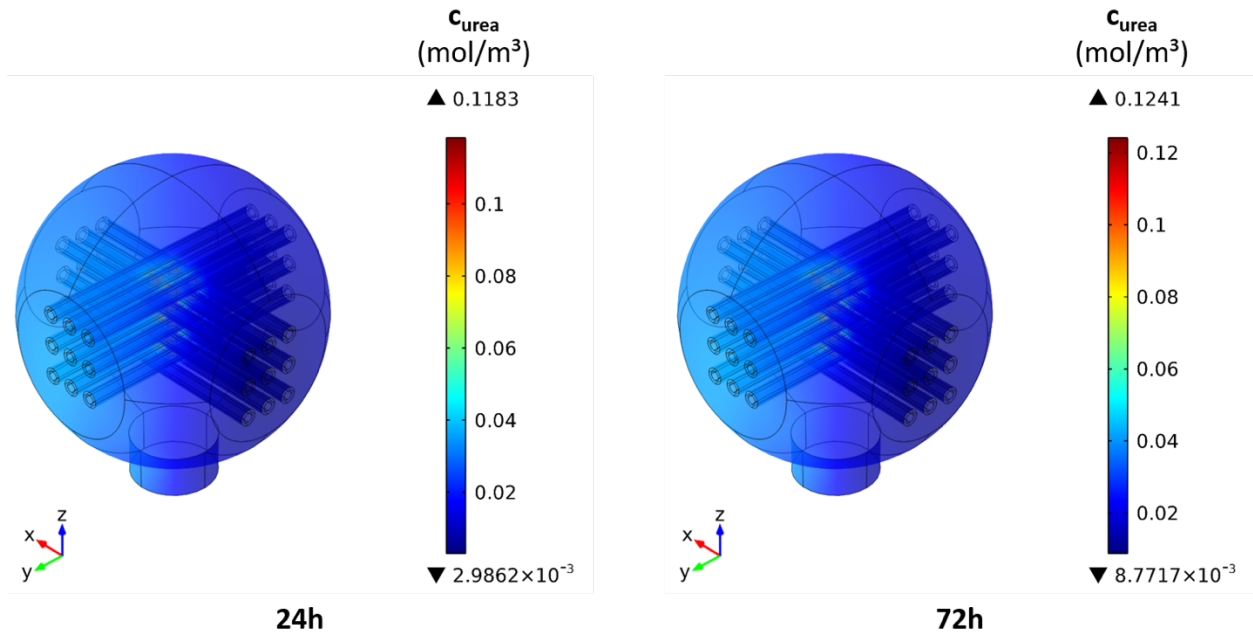 c_urea
(mol/m³)
▲ 0.1183
0.1
0.08
0.06
0.04
0.02
▼ 2.9862×10⁻³
z
x
y
24h
c_urea
(mol/m³)
▲ 0.1241
0.12
0.1
0.08
0.06
0.04
0.02
▼ 8.7717×10⁻³
z
x
y
72h